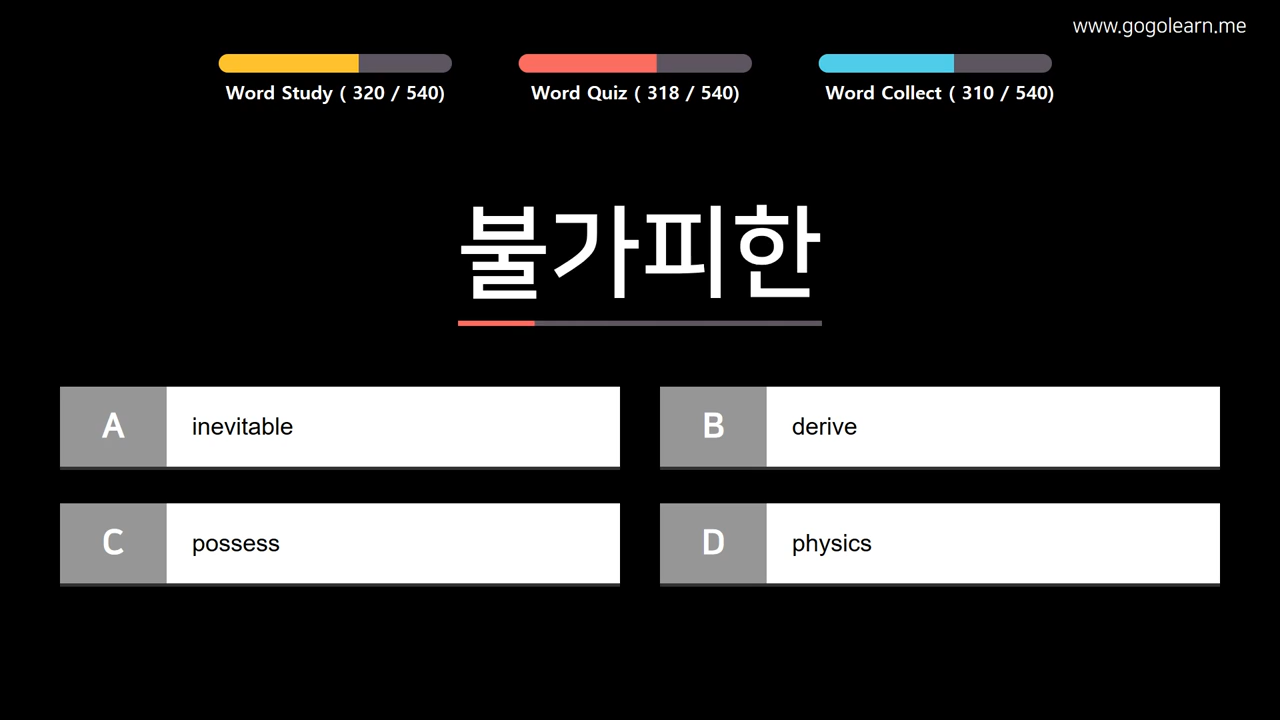 www.gogolearn.me
Word Study ( 320 / 540)
Word Quiz ( 318 / 540)
Word Collect ( 310 / 540)
불가피한
A inevitable
B derive
C possess
D physics